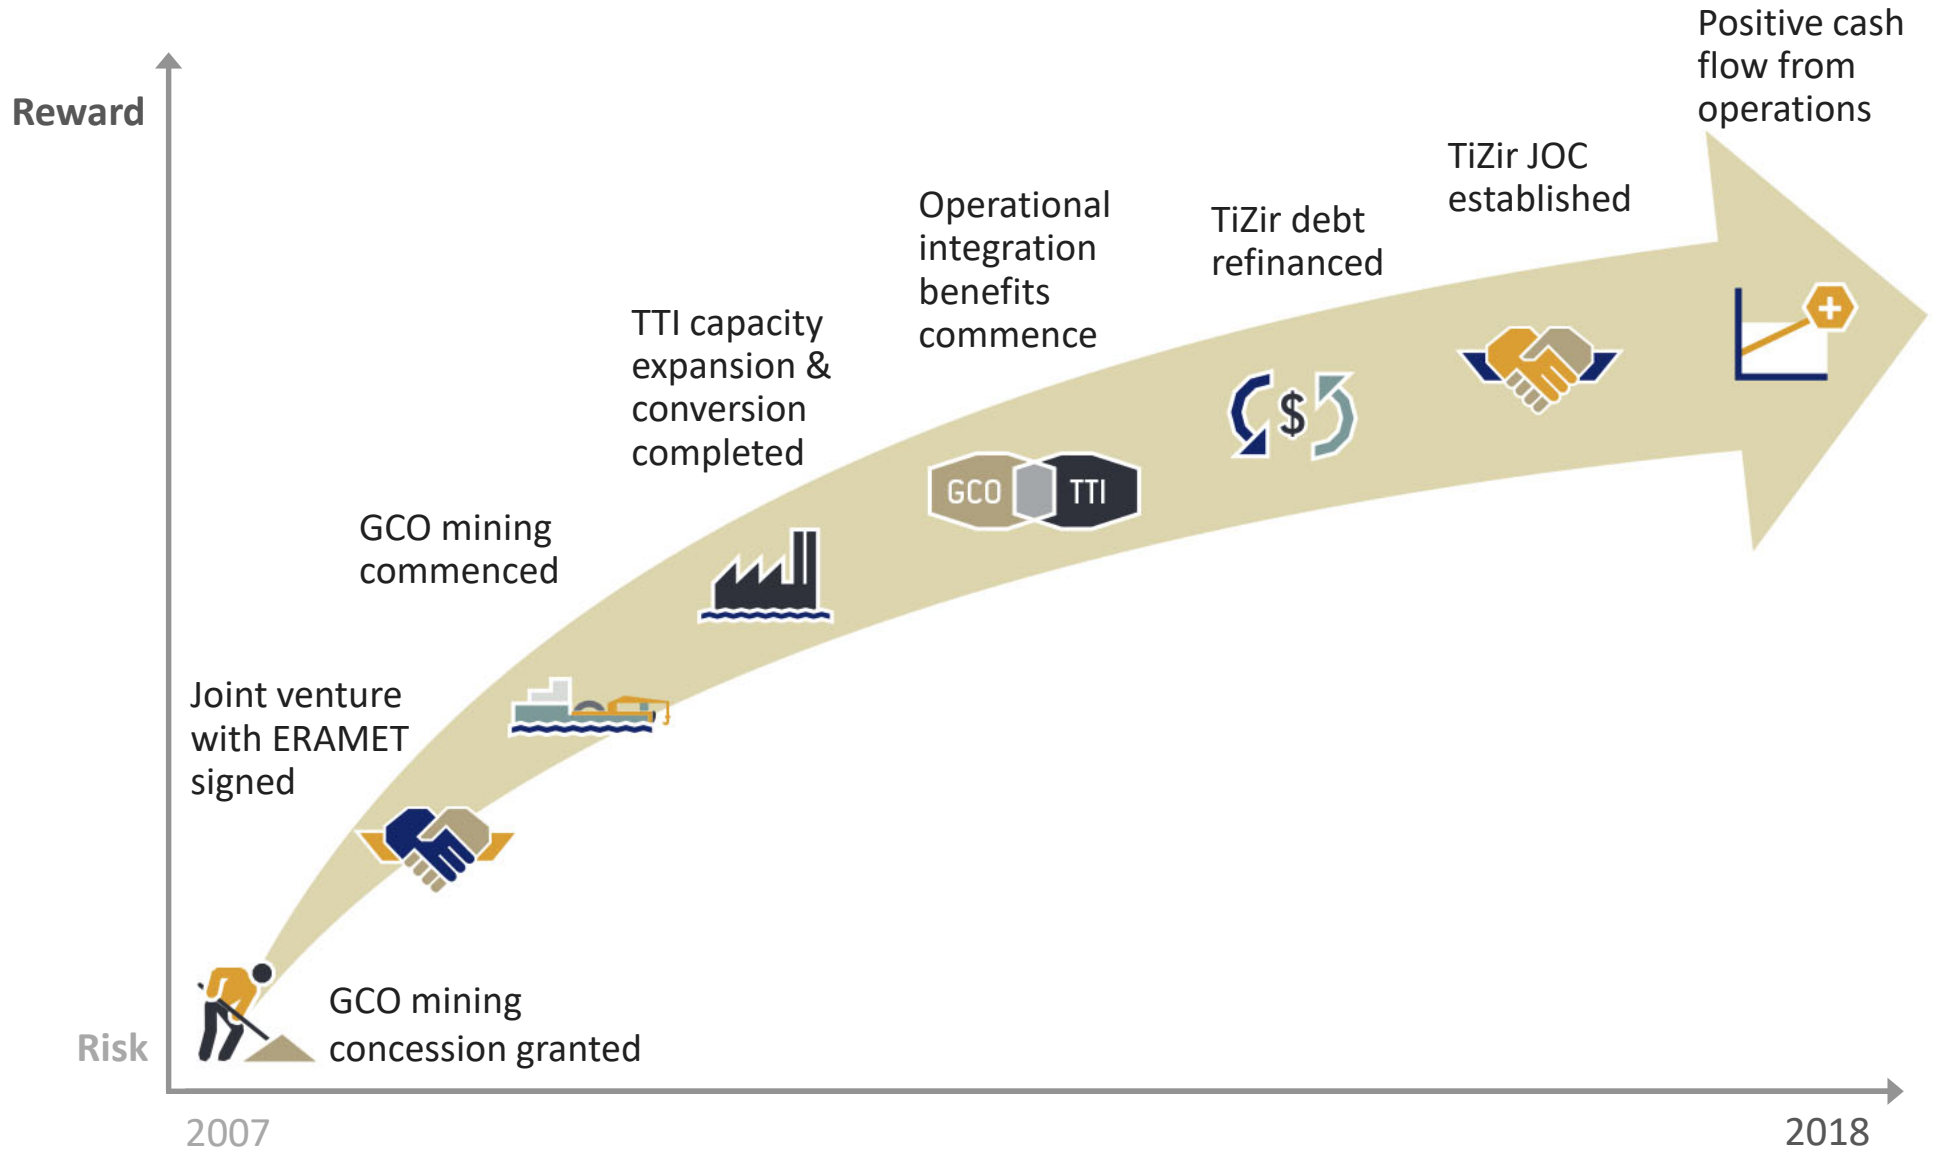 Positive cash
flow from
operations
Reward
TiZir JOC
established
Operational
integration
benefits
commence
TiZir debt
refinanced
TTI capacity
expansion &
conversion
completed
$
GCO TTI
GCO mining
commenced
Joint venture
with ERAMET
signed
GCO mining
concession granted
Risk
2007
2018